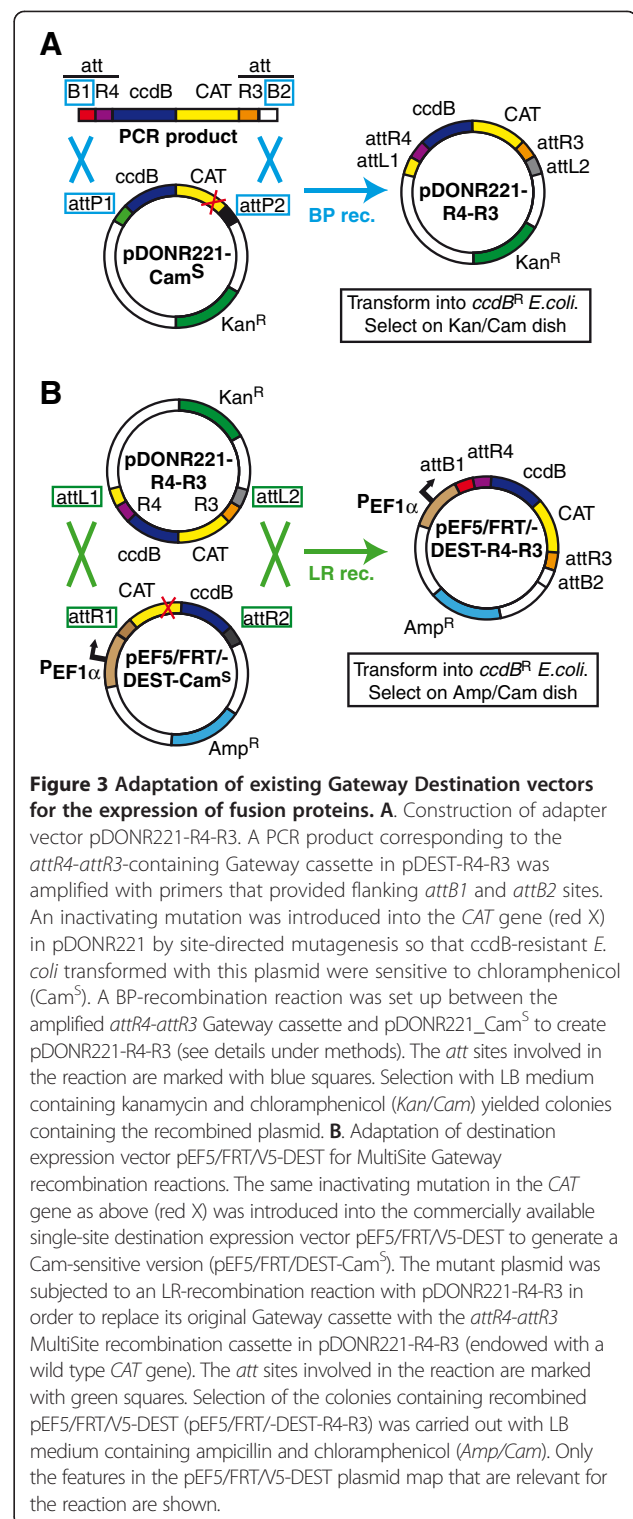 A
att att
B1 R4 ccdB CAT R3 B2
PCR product
ccdB CAT
attP1 attP2
pDONR221-
Cam^S
Kan^R
BP rec.
ccdB CAT
attR4 attR3
attL1 attL2
pDONR221-
R4-R3
Kan^R
Transform into ccdB^R E.coli.
Select on Kan/Cam dish
B
Kan^R
pDONR221-
R4-R3
attL1 R4 R3 attL2
ccdB CAT
CAT ccdB
attR1 attR2
PEF1α
pEF5/FRT/-
DEST-Cam^S
Amp^R
LR rec.
attB1 attR4
ccdB
PEF1α
CAT
pEF5/FRT/-
DEST-R4-R3
attR3
attB2
Amp^R
Transform into ccdB^R E.coli.
Select on Amp/Cam dish
Figure 3 Adaptation of existing Gateway Destination vectors
for the expression of fusion proteins. A. Construction of adapter
vector pDONR221-R4-R3. A PCR product corresponding to the
attR4-attR3-containing Gateway cassette in pDEST-R4-R3 was
amplified with primers that provided flanking attB1 and attB2 sites.
An inactivating mutation was introduced into the CAT gene (red X)
in pDONR221 by site-directed mutagenesis so that ccdB-resistant E.
coli transformed with this plasmid were sensitive to chloramphenicol
(Cam^S). A BP-recombination reaction was set up between the
amplified attR4-attR3 Gateway cassette and pDONR221_Cam^S to create
pDONR221-R4-R3 (see details under methods). The att sites involved in
the reaction are marked with blue squares. Selection with LB medium
containing kanamycin and chloramphenicol (Kan/Cam) yielded colonies
containing the recombined plasmid. B. Adaptation of destination
expression vector pEF5/FRT/V5-DEST for MultiSite Gateway
recombination reactions. The same inactivating mutation in the CAT
gene as above (red X) was introduced into the commercially available
single-site destination expression vector pEF5/FRT/V5-DEST to generate a
Cam-sensitive version (pEF5/FRT/DEST-Cam^S). The mutant plasmid was
subjected to an LR-recombination reaction with pDONR221-R4-R3 in
order to replace its original Gateway cassette with the attR4-attR3
MultiSite recombination cassette in pDONR221-R4-R3 (endowed with a
wild type CAT gene). The att sites involved in the reaction are marked
with green squares. Selection of the colonies containing recombined
pEF5/FRT/V5-DEST (pEF5/FRT/-DEST-R4-R3) was carried out with LB
medium containing ampicillin and chloramphenicol (Amp/Cam). Only
the features in the pEF5/FRT/V5-DEST plasmid map that are relevant for
the reaction are shown.